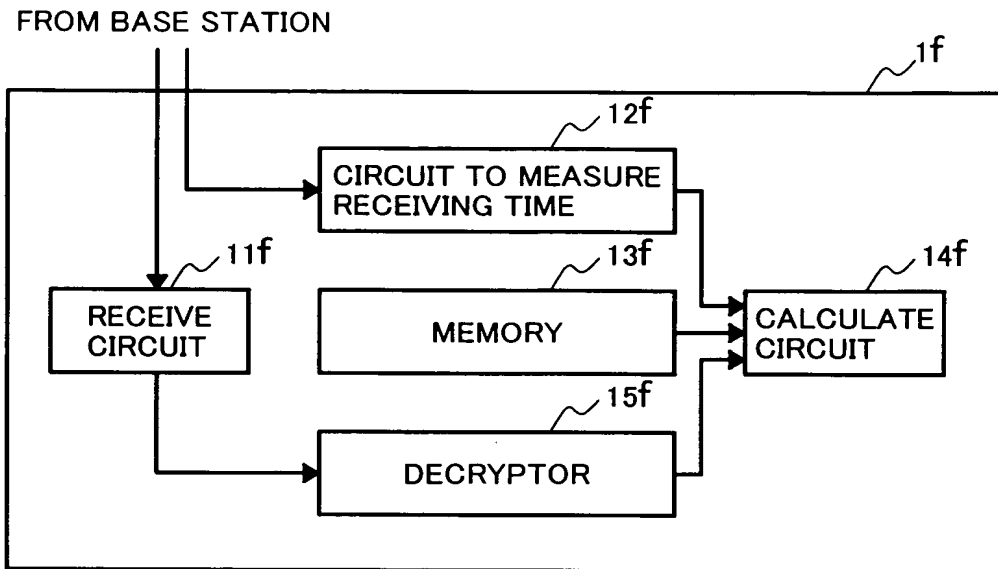 FROM BASE STATION
1f
12f
CIRCUIT TO MEASURE
RECEIVING TIME
11f
RECEIVE
CIRCUIT
13f
MEMORY
14f
CALCULATE
CIRCUIT
15f
DECRYPTOR